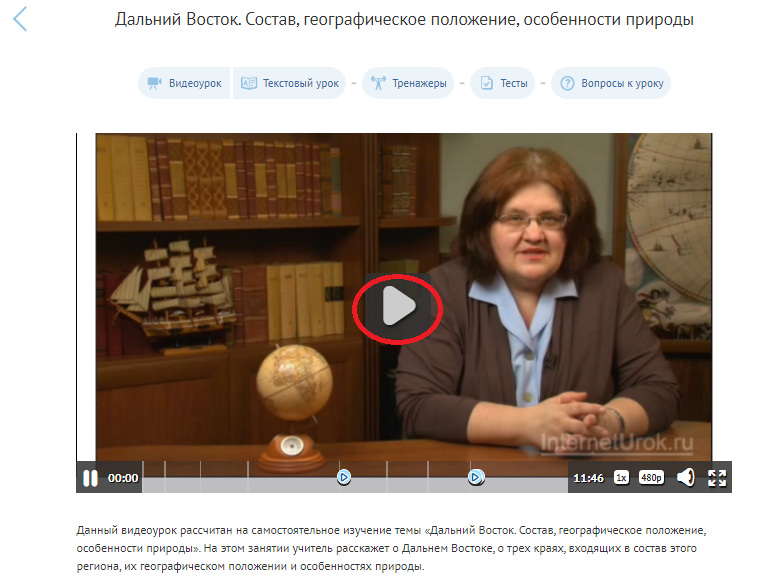 Дальний Восток. Состав, географическое положение, особенности природы
Видеоурок
Текстовый урок
Тренажеры
Тесты
Вопросы к уроку
InternetUrok.ru
00:00
11:46
1x
480p
Данный видеоурок рассчитан на самостоятельное изучение темы «Дальний Восток. Состав, географическое положение,
особенности природы». На этом занятии учитель расскажет о Дальнем Востоке, о трех краях, входящих в состав этого
региона, их географическом положении и особенностях природы.